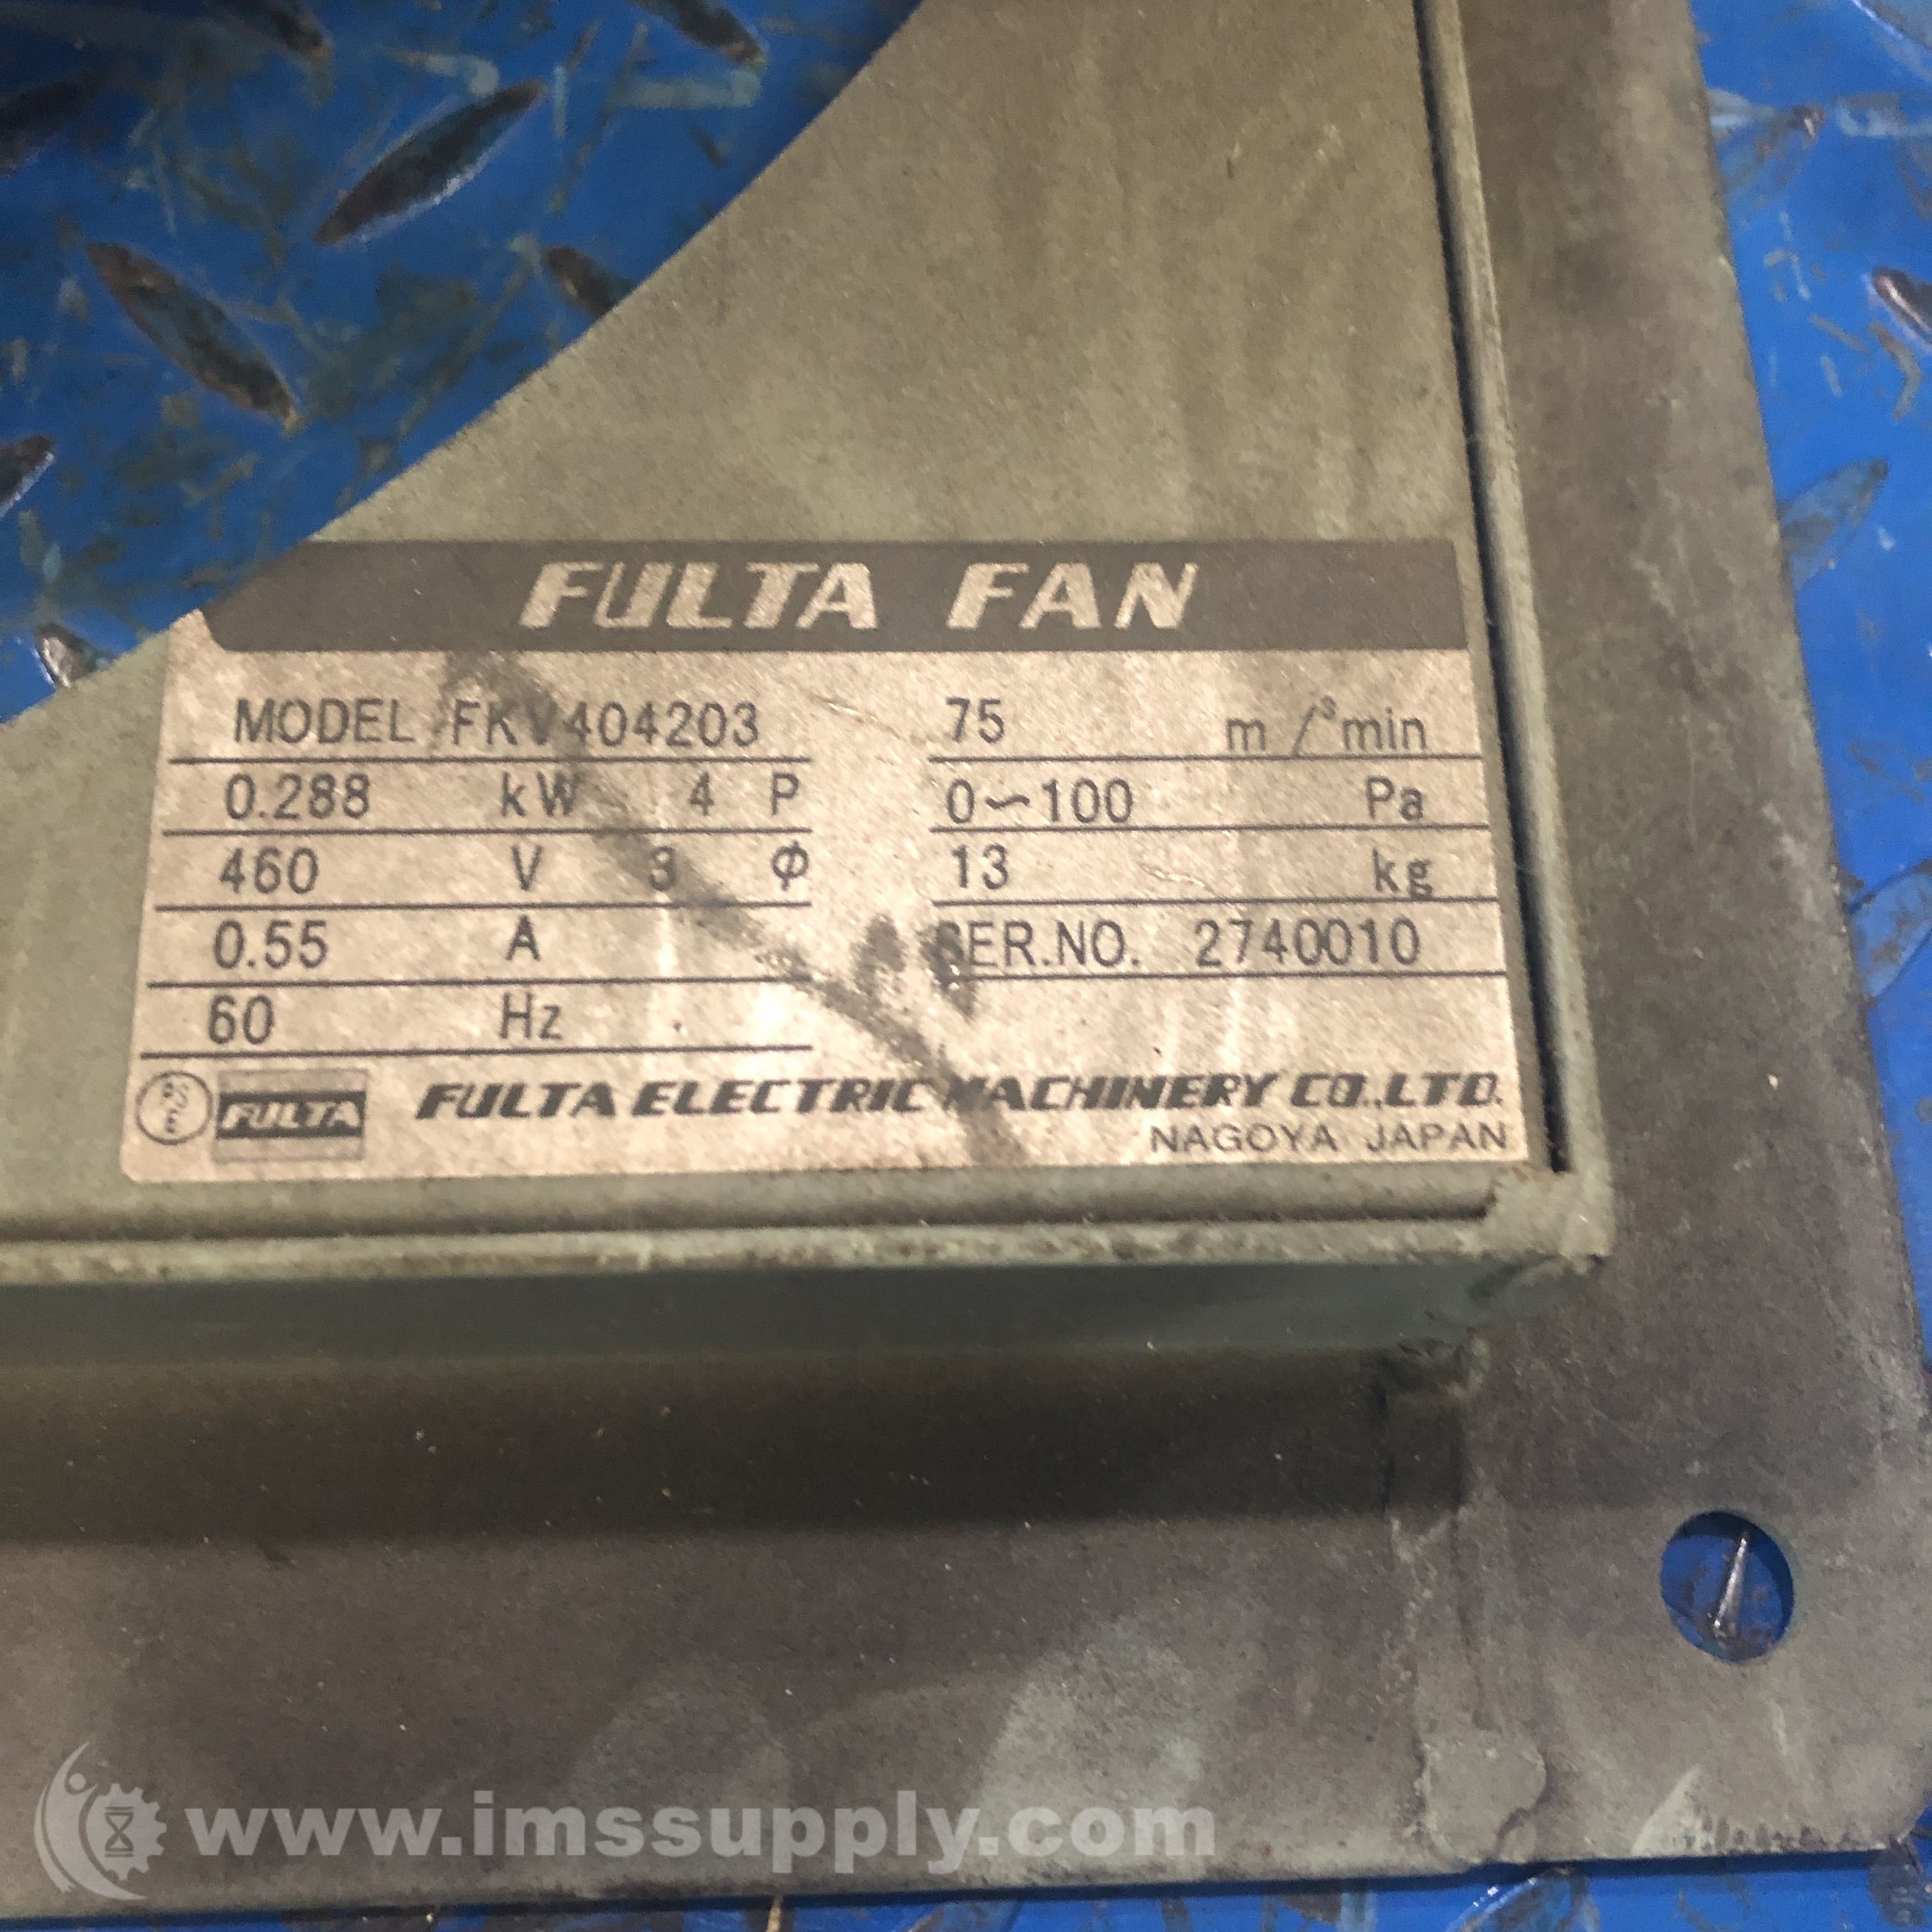 FULTA FAN
MODEL FKV404203
0.288 kW 4 P
460 V 3 Φ
0.55 A
60 Hz
75 m³/min
0~100 Pa
13 kg
SER.NO. 2740010
FULTA
FULTA ELECTRIC MACHINERY CO.,LTD.
NAGOYA JAPAN
www.imssupply.com